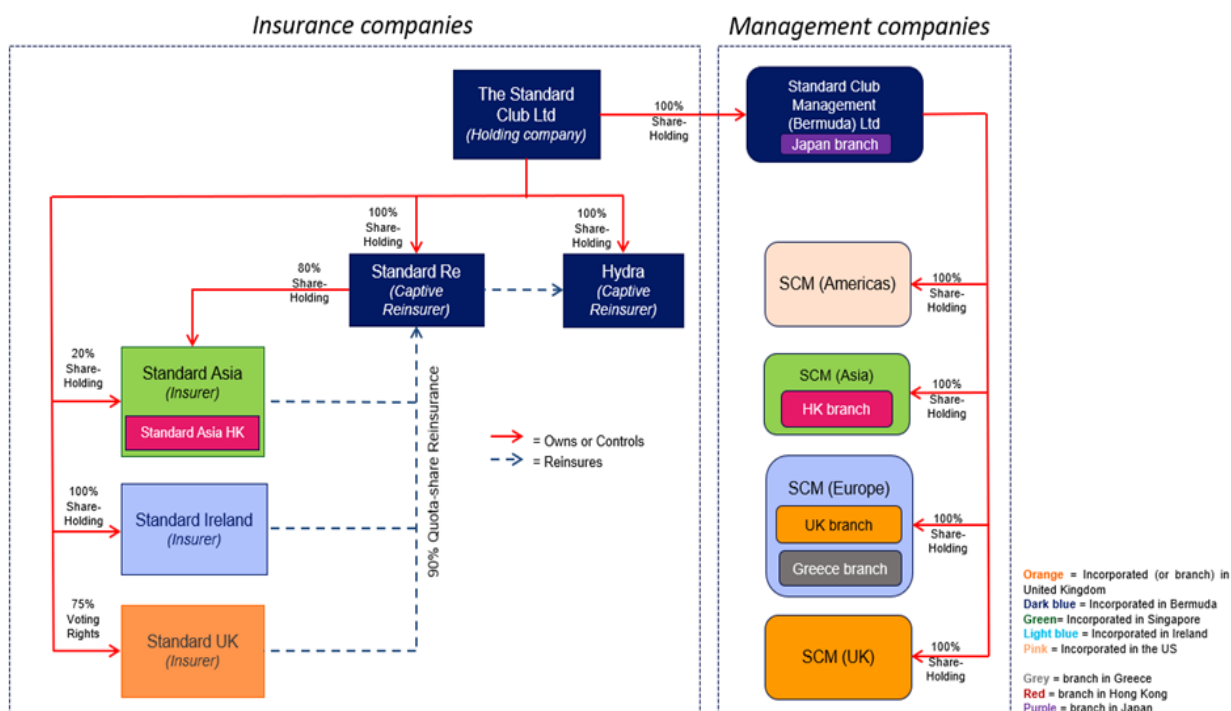 Insurance companies
Management companies
The Standard
Club Ltd
(Holding company)
100%
Share-
Holding
Standard Club
Management
(Bermuda) Ltd
Japan branch
100%
Share-
Holding
100%
Share-
Holding
80%
Share-
Holding
Standard Re
(Captive
Reinsurer)
Hydra
(Captive
Reinsurer)
SCM (Americas)
100%
Share-
Holding
20%
Share-
Holding
Standard Asia
(Insurer)
Standard Asia HK
90% Quota-share Reinsurance
= Owns or Controls
= Reinsures
SCM (Asia)
HK branch
100%
Share-
Holding
100%
Share-
Holding
Standard Ireland
(Insurer)
SCM (Europe)
UK branch
Greece branch
100%
Share-
Holding
75%
Voting
Rights
Standard UK
(Insurer)
SCM (UK)
100%
Share-
Holding
Orange = Incorporated (or branch) in
United Kingdom
Dark blue = Incorporated in Bermuda
Green= Incorporated in Singapore
Light blue = Incorporated in Ireland
Pink = Incorporated in the US
Grey = branch in Greece
Red = branch in Hong Kong
Purple = branch in Japan